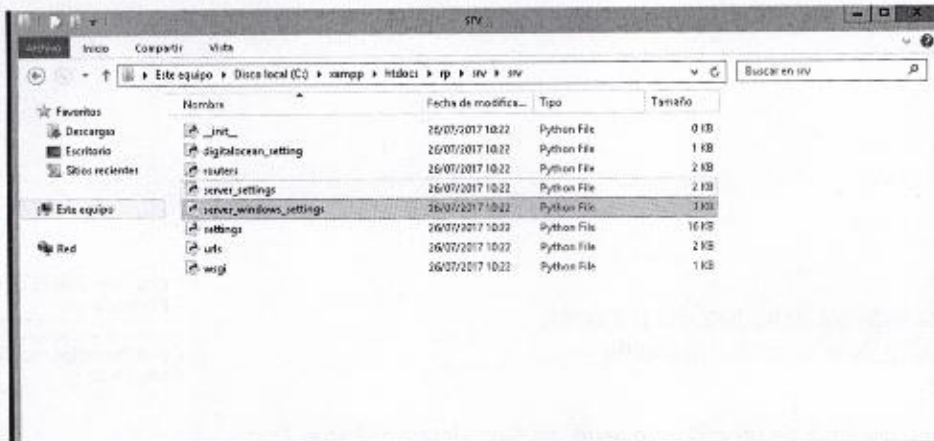 srv
Archivo Inicio Compartir Vista
Este equipo Disco local (C:) xampp htdocs rp srv srv
Buscar en srv
Nombre Fecha de modifica... Tipo Tamaño
Favoritos
Descargas
Escritorio
Sitios recientes
Este equipo
Red
__init__ 26/07/2017 10:22 Python File 0 KB
digitalocean_setting 26/07/2017 10:22 Python File 1 KB
routers 26/07/2017 10:22 Python File 2 KB
server_settings 26/07/2017 10:22 Python File 2 KB
server_windows_settings 26/07/2017 10:22 Python File 3 KB
settings 26/07/2017 10:22 Python File 16 KB
urls 26/07/2017 10:22 Python File 2 KB
wsgi 26/07/2017 10:22 Python File 1 KB